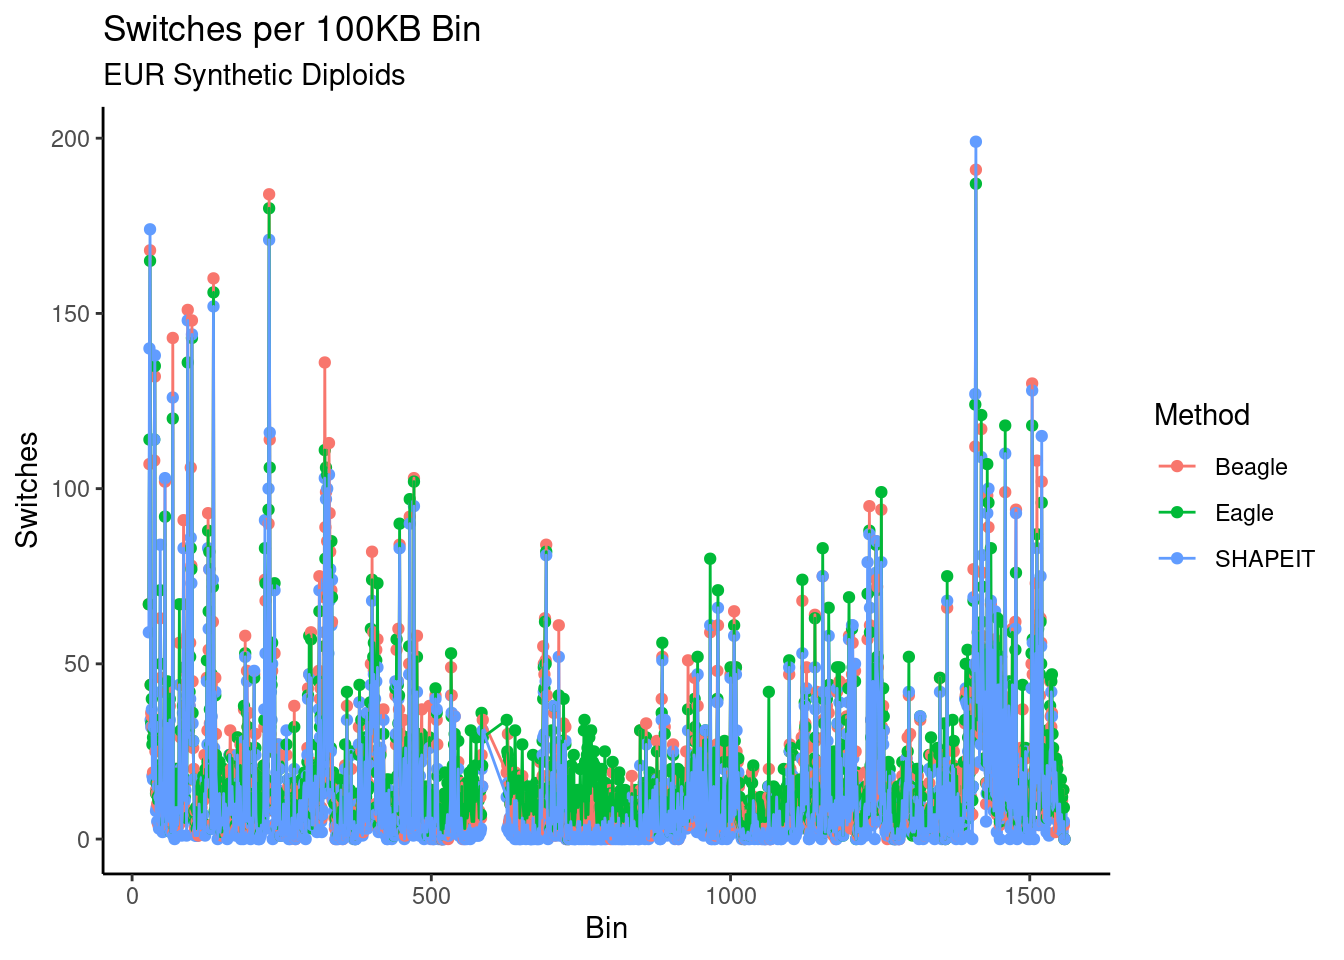 Switches per 100KB Bin
EUR Synthetic Diploids
200
150
100
50
0
Switches
0 500 1000 1500
Bin
Method
Beagle
Eagle
SHAPEIT